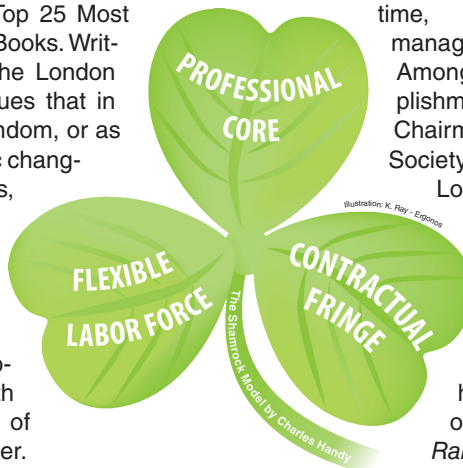 Top 25 Most
Books. Writ-
he London
ues that in
ndom, or as
c chang-
s,
o-
th
of
er.
PROFESSIONAL
CORE
FLEXIBLE
LABOR FORCE
CONTRACTUAL
FRINGE
The Shamrock Model by Charles Handy
Illustration: K. Ray - Ergonos
time,
manag
Among
plishm
Chairm
Society
Lo
h
o
Rai